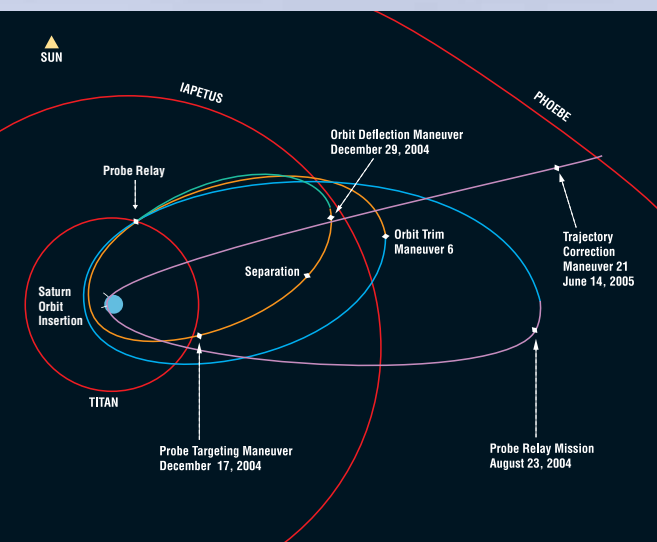 SUN
IAPETUS
PHOEBE
Orbit Deflection Maneuver
December 29, 2004
Probe Relay
Orbit Trim
Maneuver 6
Trajectory
Correction
Maneuver 21
June 14, 2005
Separation
Saturn
Orbit
Insertion
TITAN
Probe Targeting Maneuver
December 17, 2004
Probe Relay Mission
August 23, 2004